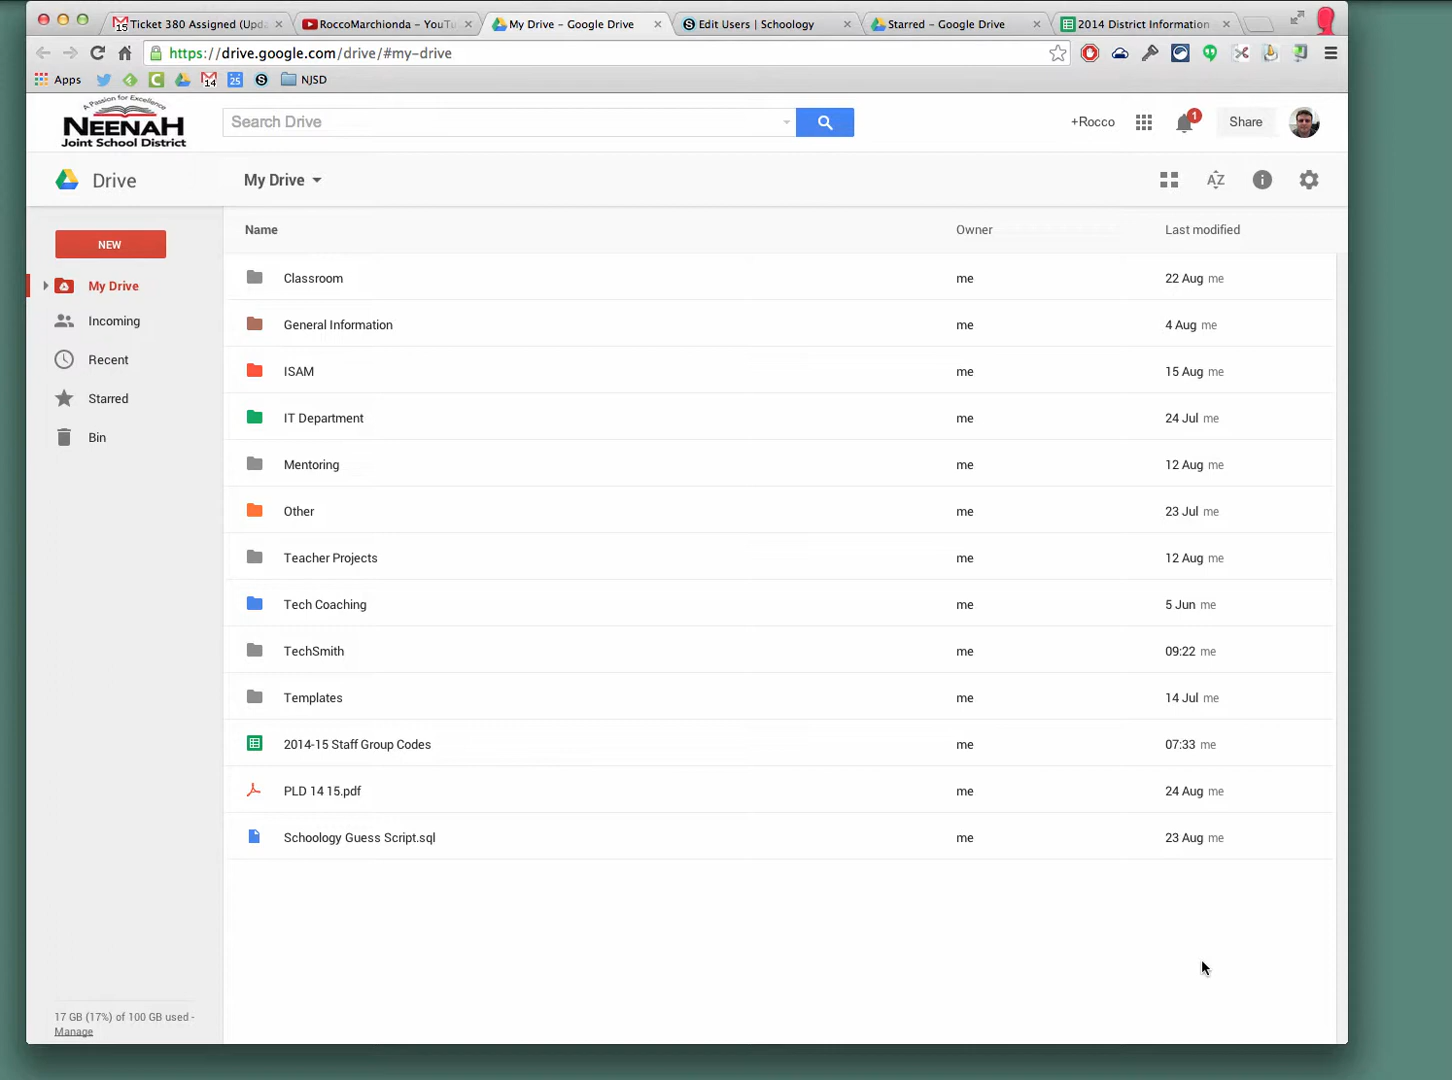 15 Ticket 380 Assigned (Upda
RoccoMarchionda – YouTu
My Drive – Google Drive
Edit Users | Schoology
Starred – Google Drive
2014 District Information
https://drive.google.com/drive/#my-drive
Apps
14
25
NJSD
A Passion for Excellence
NEENAH
Joint School District
Search Drive
+Rocco
1
Share
Drive
My Drive
AZ
Name
Owner
Last modified
NEW
My Drive
Incoming
Recent
Starred
Bin
Classroom me 22 Aug me
General Information me 4 Aug me
ISAM me 15 Aug me
IT Department me 24 Jul me
Mentoring me 12 Aug me
Other me 23 Jul me
Teacher Projects me 12 Aug me
Tech Coaching me 5 Jun me
TechSmith me 09:22 me
Templates me 14 Jul me
2014-15 Staff Group Codes me 07:33 me
PLD 14 15.pdf me 24 Aug me
Schoology Guess Script.sql me 23 Aug me
17 GB (17%) of 100 GB used -
Manage